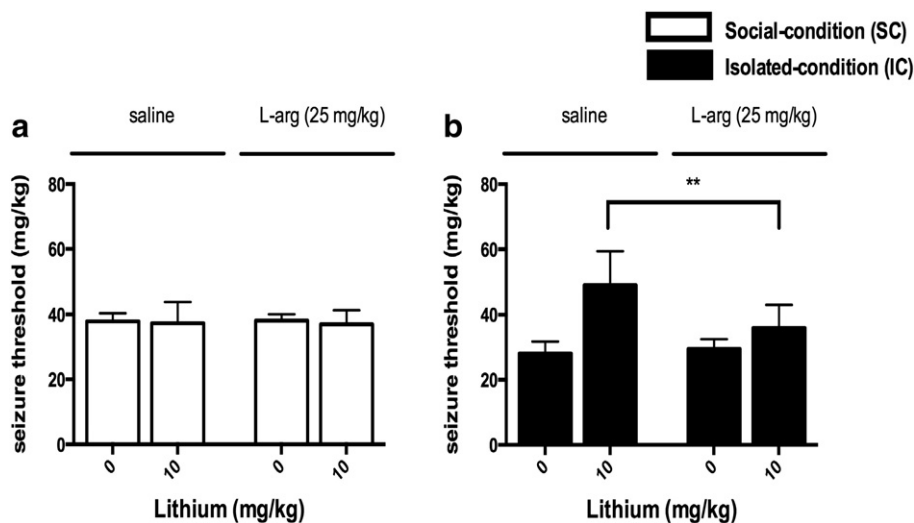 Social-condition (SC)
Isolated-condition (IC)
a
saline
L-arg (25 mg/kg)
seizure threshold (mg/kg)
80
60
40
20
0
0
10
0
10
Lithium (mg/kg)
b
saline
L-arg (25 mg/kg)
**
seizure threshold (mg/kg)
80
60
40
20
0
0
10
0
10
Lithium (mg/kg)